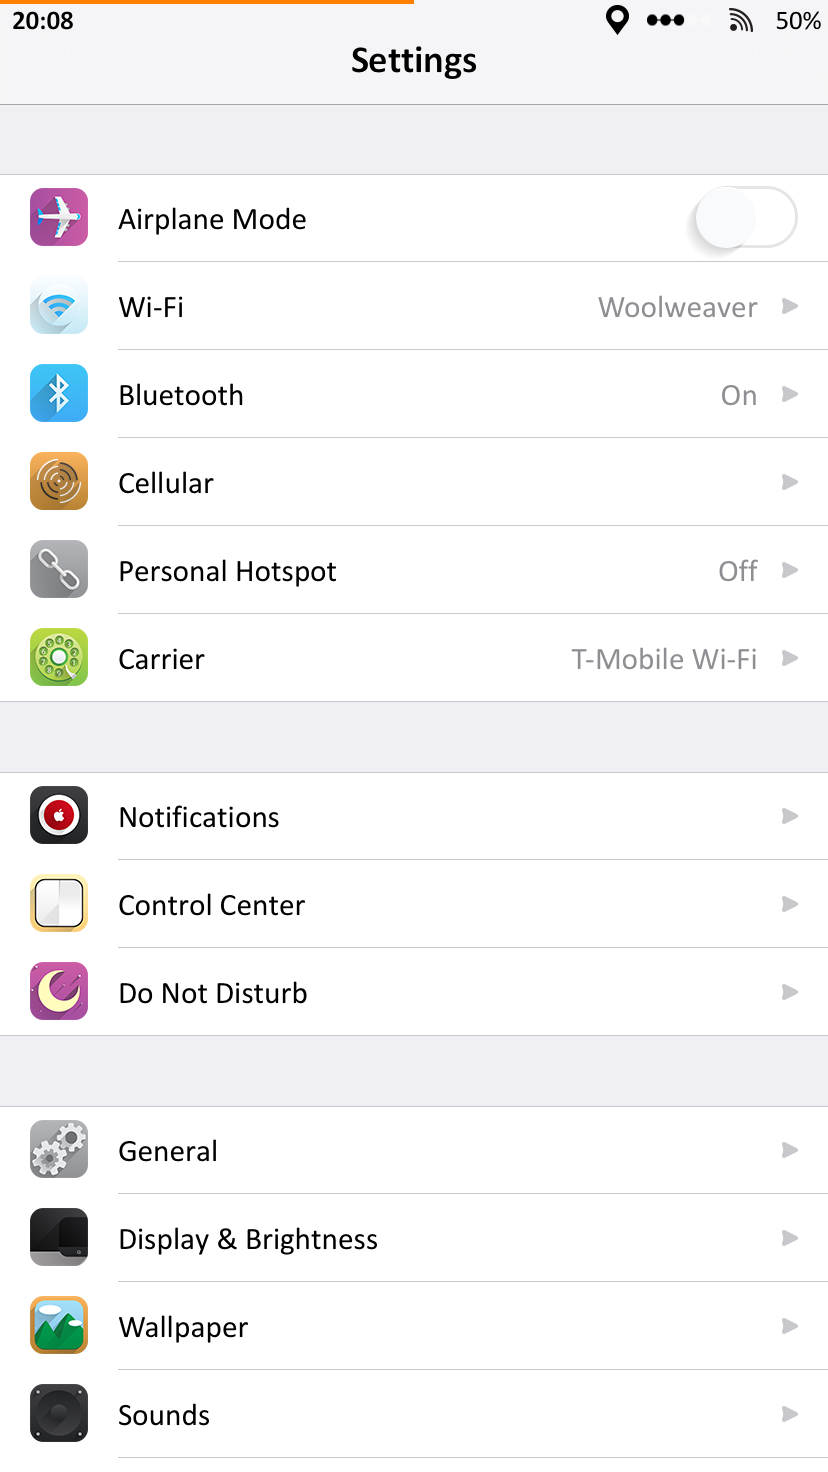 20:08 50%
Settings
Airplane Mode
Wi-Fi Woolweaver
Bluetooth On
Cellular
Personal Hotspot Off
Carrier T-Mobile Wi-Fi
Notifications
Control Center
Do Not Disturb
General
Display & Brightness
Wallpaper
Sounds